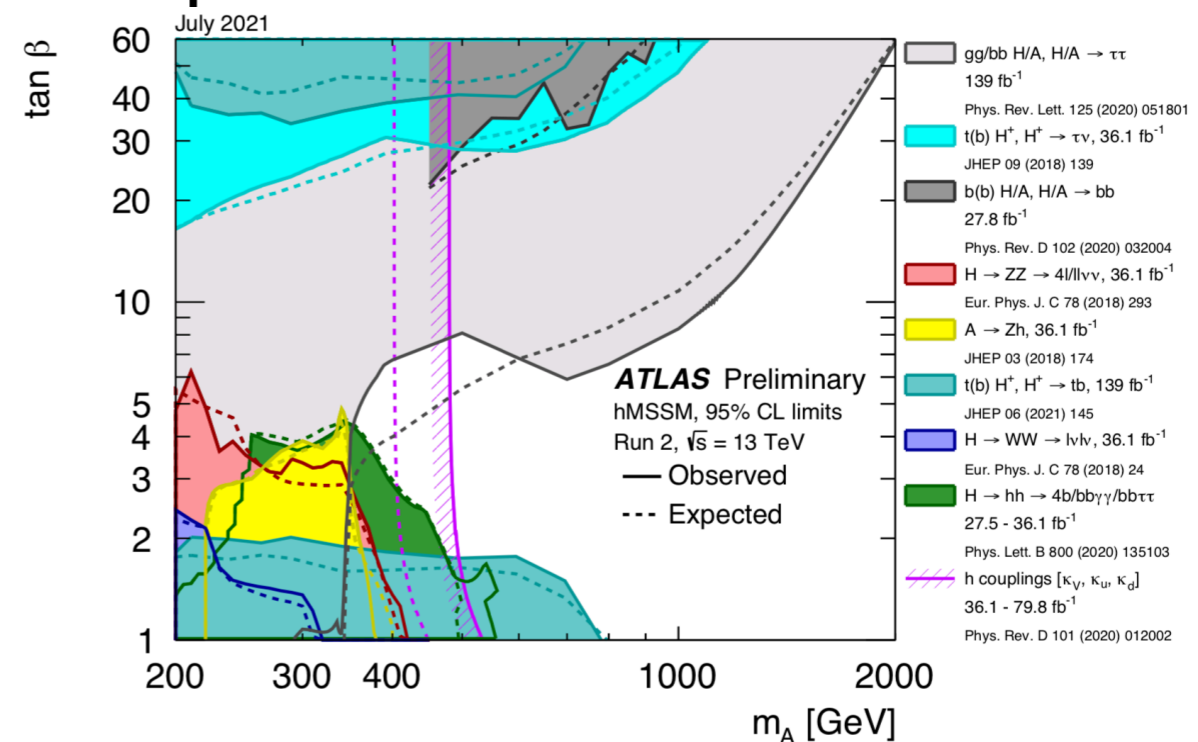 July 2021
tan β
60
40
30
20
10
5
4
3
2
1
200 300 400 1000 2000
m_A [GeV]
ATLAS Preliminary
hMSSM, 95% CL limits
Run 2, √s = 13 TeV
Observed
Expected
gg/bb H/A, H/A → ττ
139 fb⁻¹
Phys. Rev. Lett. 125 (2020) 051801
t(b) H⁺, H⁺ → τν, 36.1 fb⁻¹
JHEP 09 (2018) 139
b(b) H/A, H/A → bb
27.8 fb⁻¹
Phys. Rev. D 102 (2020) 032004
H → ZZ → 4l/llνν, 36.1 fb⁻¹
Eur. Phys. J. C 78 (2018) 293
A → Zh, 36.1 fb⁻¹
JHEP 03 (2018) 174
t(b) H⁺, H⁺ → tb, 139 fb⁻¹
JHEP 06 (2021) 145
H → WW → lνlν, 36.1 fb⁻¹
Eur. Phys. J. C 78 (2018) 24
H → hh → 4b/bbγγ/bbττ
27.5 - 36.1 fb⁻¹
Phys. Lett. B 800 (2020) 135103
h couplings [κ_V, κ_u, κ_d]
36.1 - 79.8 fb⁻¹
Phys. Rev. D 101 (2020) 012002